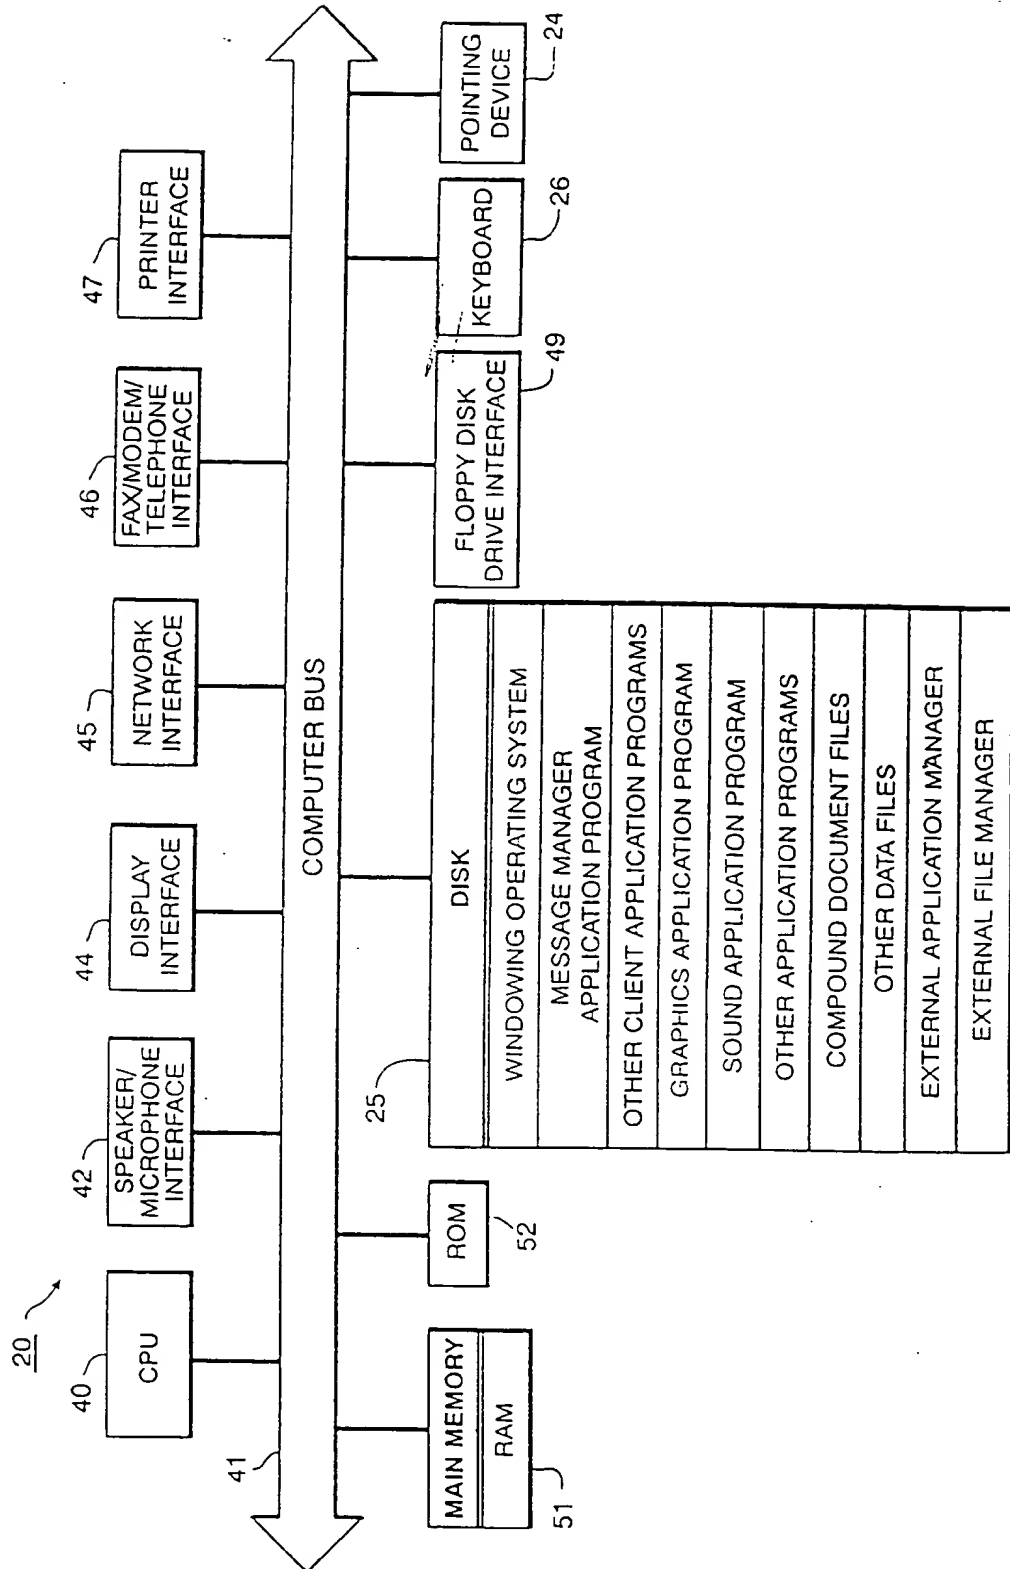 20
40
CPU
42
SPEAKER/
MICROPHONE
INTERFACE
44
DISPLAY
INTERFACE
45
NETWORK
INTERFACE
46
FAX/MODEM/
TELEPHONE
INTERFACE
47
PRINTER
INTERFACE
41
COMPUTER BUS
MAIN MEMORY
RAM
51
ROM
52
25
DISK
WINDOWING OPERATING SYSTEM
MESSAGE MANAGER
APPLICATION PROGRAM
OTHER CLIENT APPLICATION PROGRAMS
GRAPHICS APPLICATION PROGRAM
SOUND APPLICATION PROGRAM
OTHER APPLICATION PROGRAMS
COMPOUND DOCUMENT FILES
OTHER DATA FILES
EXTERNAL APPLICATION MANAGER
EXTERNAL FILE MANAGER
FLOPPY DISK
DRIVE INTERFACE
49
KEYBOARD
26
POINTING
DEVICE
24